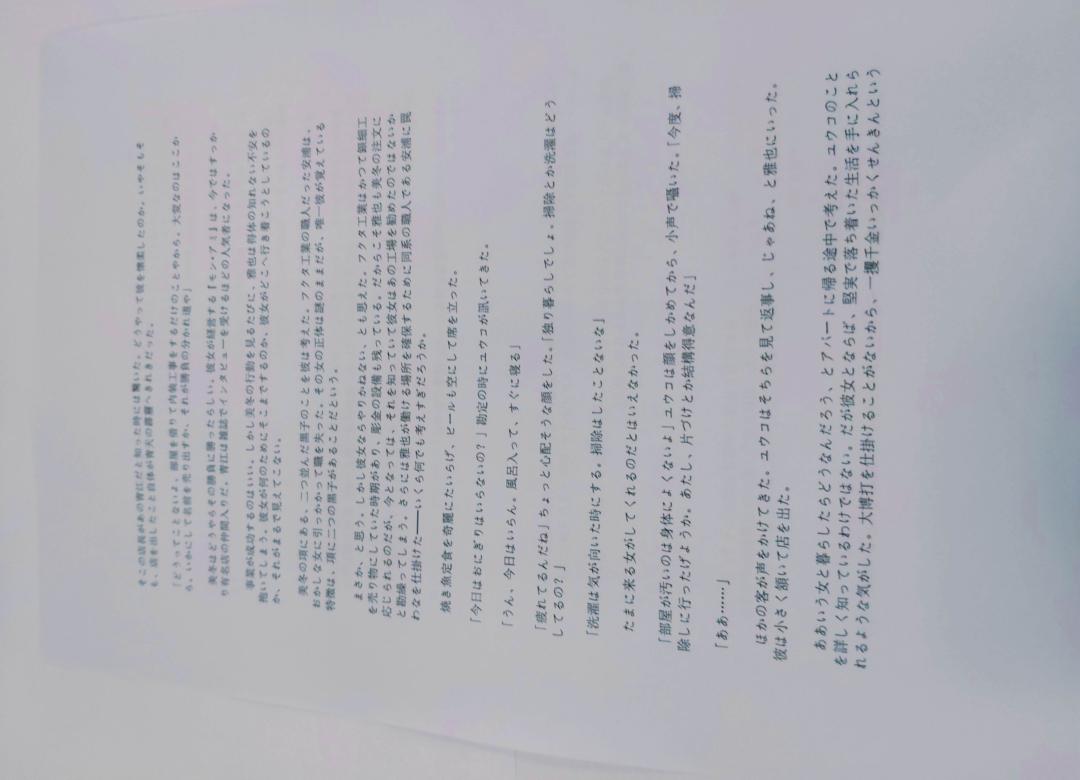 そこの店長があの青江だと知った時には驚いた。どうやって彼を懐柔したのか。いやそもそ
も、店を出したこと自体が青天の霹靂へきれきだった。
「どうってことないよ、部屋を借りて内装工事をするだけのことやから。大変なのはここか
ら。いかにして名前を売り出すか、それが勝負の分かれ道や」
美冬はどうやらその勝負に勝ったらしい。彼女が経営する『モン・アミ』は、今ではすっか
り有名店の仲間入りだ。青江は雑誌でインタビューを受けるほどの人気者になった。
事業が成功するのはいい。しかし美冬の行動を見るたびに、雅也は得体の知れない不安を
抱いてしまう。彼女が何のためにそこまでするのか、彼女がどこへ行き着こうとしているの
か、それがまるで見えてこない。
美冬の項にある、二つ並んだ黒子のことを彼は考えた。フクタ工業の職人だった安浦は、
おかしな女に引っかかって職を失った。その女の正体は謎のままだが、唯一彼が覚えている
特徴は、項に二つの黒子があることだという。
まさか、と思う。しかし彼女ならやりかねない、とも思えた。フクタ工業はかつて銀細工
を売り物にしていた時期があり、彫金の設備も残っている。だからこそ雅也も美冬の注文に
応じられるのだが、今となっては、それを知っていて彼女はあの工場を勧めたのではないか
と勘繰ってしまう。さらには雅也が働ける場所を確保するために同系の職人である安浦に罠
わなを仕掛けた――いくら何でも考えすぎだろうか。
焼き魚定食を奇麗にたいらげ、ビールも空にして席を立った。
「今日はおにぎりはいらないの？」勘定の時にユウコが訊いてきた。
「うん、今日はいらん。風呂入って、すぐに寝る」
「疲れてるんだね」ちょっと心配そうな顔をした。「独り暮らしでしょ。掃除とか洗濯はどう
してるの？」
「洗濯は気が向いた時にする。掃除はしたことないな」
たまに来る女がしてくれるのだとはいえなかった。
「部屋が汚いのは身体によくないよ」ユウコは顔をしかめてから、小声で囁いた。「今度、掃
除しに行ったげようか。あたし、片づけとか結構得意なんだ」
「ああ……」
ほかの客が声をかけてきた。ユウコはそちらを見て返事し、じゃあね、と雅也にいった。
彼は小さく頷いて店を出た。
ああいう女と暮らしたらどうなんだろう、とアパートに帰る途中で考えた。ユウコのこと
を詳しく知っているわけではない。だが彼女とならば、堅実で落ち着いた生活を手に入れら
れるような気がした。大博打を仕掛けることがないから、一攫千金いっかくせんきんという